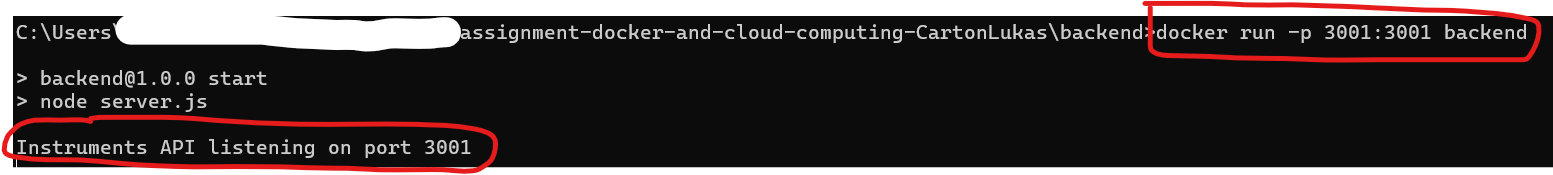 C:\Users\ assignment-docker-and-cloud-computing-CartonLukas\backend>docker run -p 3001:3001 backend
> backend@1.0.0 start
> node server.js
Instruments API listening on port 3001